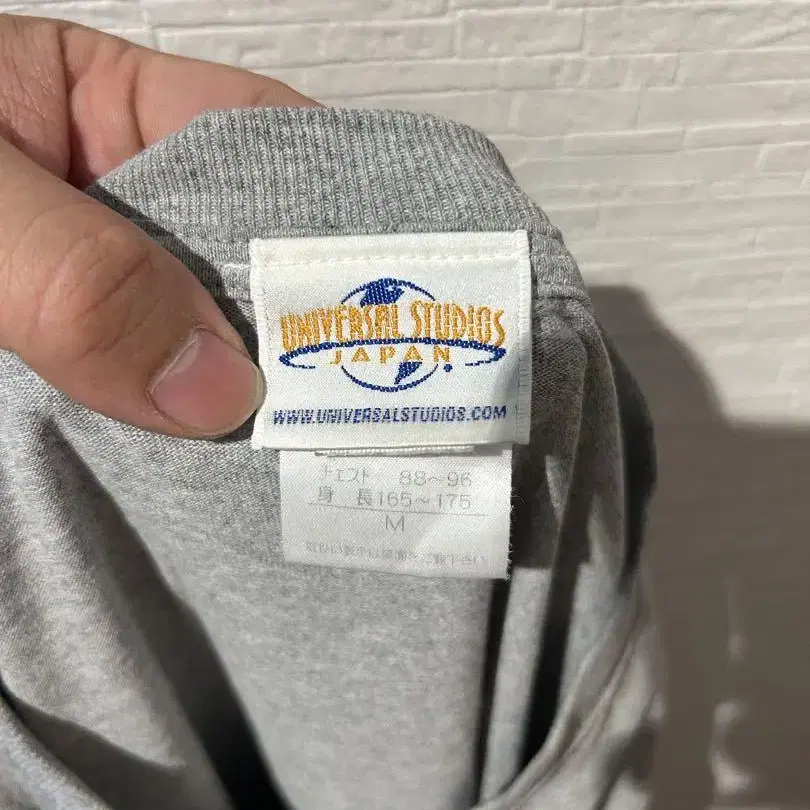 UNIVERSAL STUDIOS
JAPAN
WWW.UNIVERSALSTUDIOS.COM
チェスト 88～96
身 長165～175
M